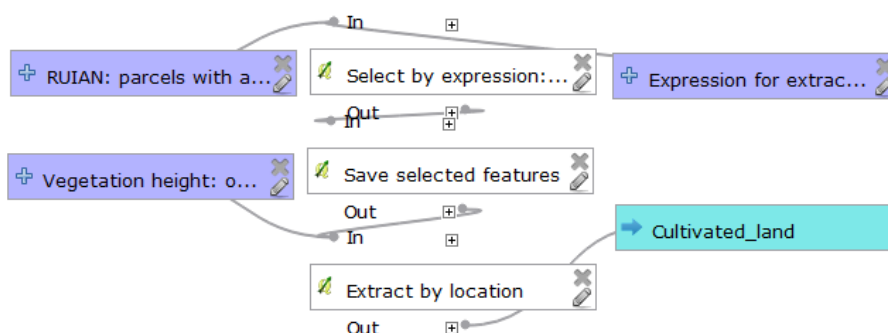 In
RUIAN: parcels with a...
Select by expression:...
Expression for extrac...
Out
In
Vegetation height: o...
Save selected features
Out
In
Cultivated_land
Extract by location
Out